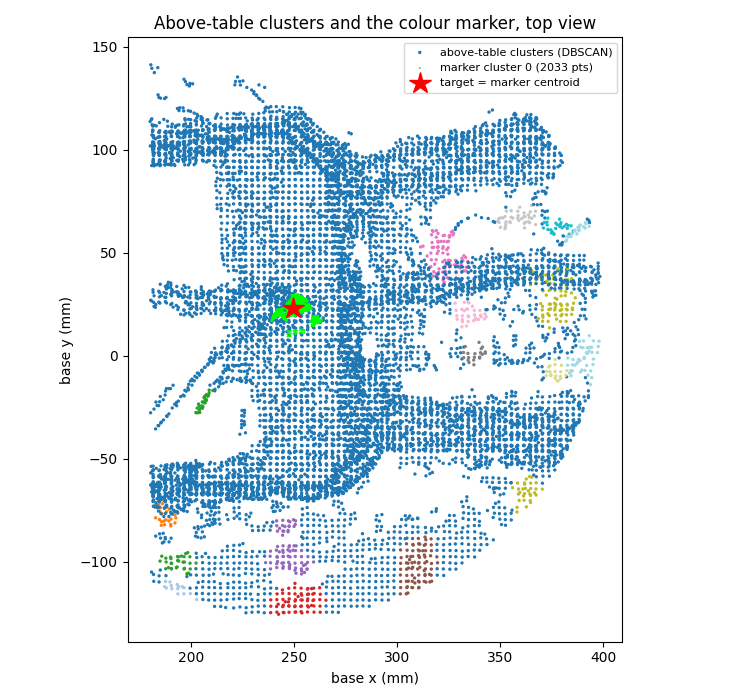 Above-table clusters and the colour marker, top view
above-table clusters (DBSCAN)
marker cluster 0 (2033 pts)
target = marker centroid
150
100
50
0
−50
−100
base y (mm)
200 250 300 350 400
base x (mm)